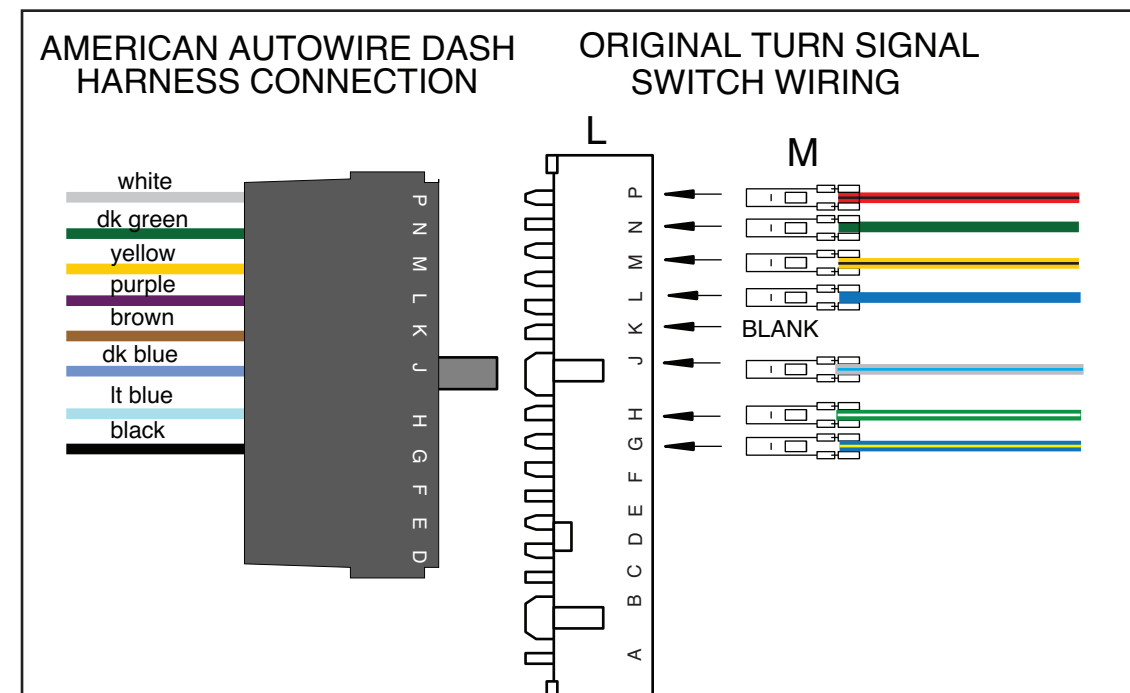 AMERICAN AUTOWIRE DASH
HARNESS CONNECTION
ORIGINAL TURN SIGNAL
SWITCH WIRING
L
M
white
dk green
yellow
purple
brown
dk blue
lt blue
black
P
N
M
L
K
J
H
G
F
E
D
P
N
M
L
K
J
H
G
F
E
D
C
B
A
BLANK